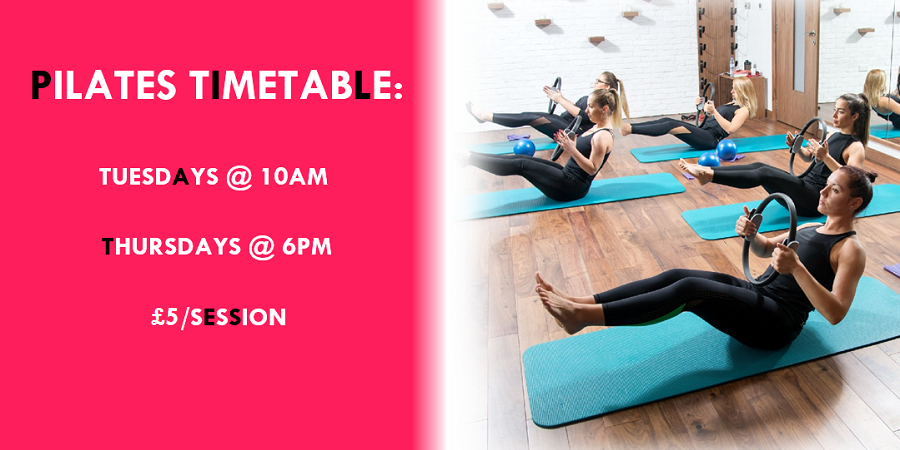 PILATES TIMETABLE:
TUESDAYS @ 10AM
THURSDAYS @ 6PM
£5/SESSION